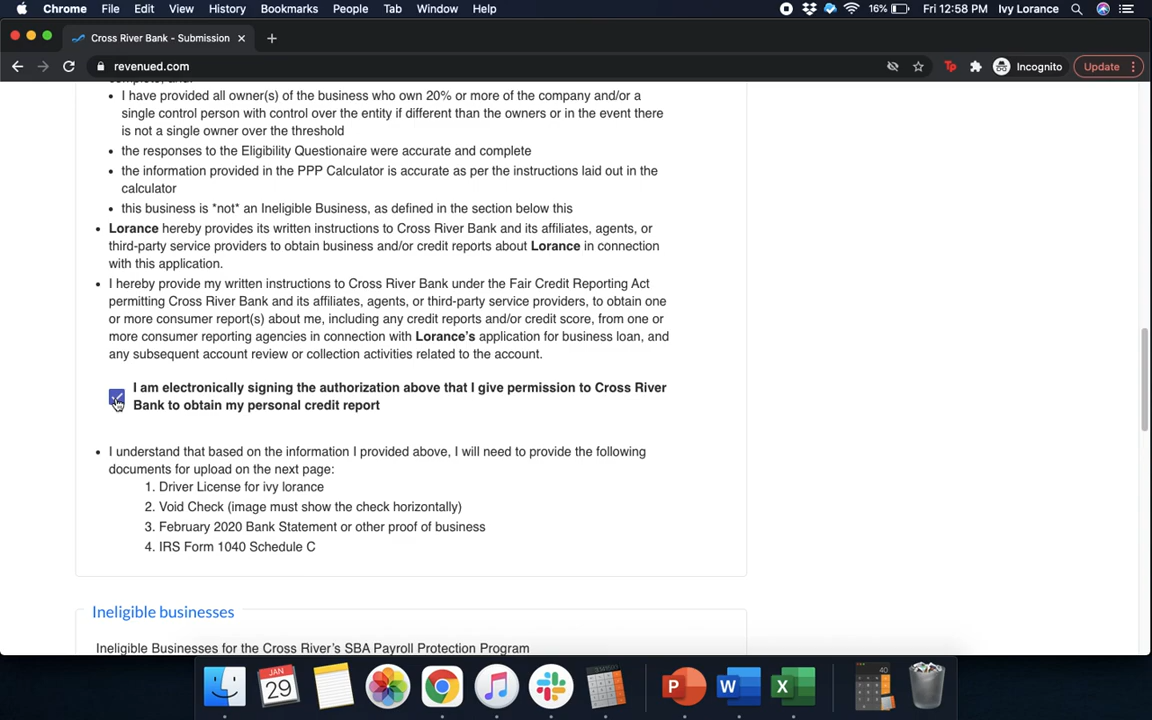 Chrome File Edit View History Bookmarks People Tab Window Help 16% Fri 12:58 PM Ivy Lorance
Cross River Bank - Submission × +
revenued.com Incognito Update
I have provided all owner(s) of the business who own 20% or more of the company and/or a
single control person with control over the entity if different than the owners or in the event there
is not a single owner over the threshold
the responses to the Eligibility Questionaire were accurate and complete
the information provided in the PPP Calculator is accurate as per the instructions laid out in the
calculator
this business is *not* an Ineligible Business, as defined in the section below this
Lorance hereby provides its written instructions to Cross River Bank and its affiliates, agents, or
third-party service providers to obtain business and/or credit reports about Lorance in connection
with this application.
I hereby provide my written instructions to Cross River Bank under the Fair Credit Reporting Act
permitting Cross River Bank and its affiliates, agents, or third-party service providers, to obtain one
or more consumer report(s) about me, including any credit reports and/or credit score, from one or
more consumer reporting agencies in connection with Lorance's application for business loan, and
any subsequent account review or collection activities related to the account.
I am electronically signing the authorization above that I give permission to Cross River
Bank to obtain my personal credit report
I understand that based on the information I provided above, I will need to provide the following
documents for upload on the next page:
1. Driver License for ivy lorance
2. Void Check (image must show the check horizontally)
3. February 2020 Bank Statement or other proof of business
4. IRS Form 1040 Schedule C
Ineligible businesses
Ineligible Businesses for the Cross River's SBA Payroll Protection Program
JAN
29
P
W
X
40